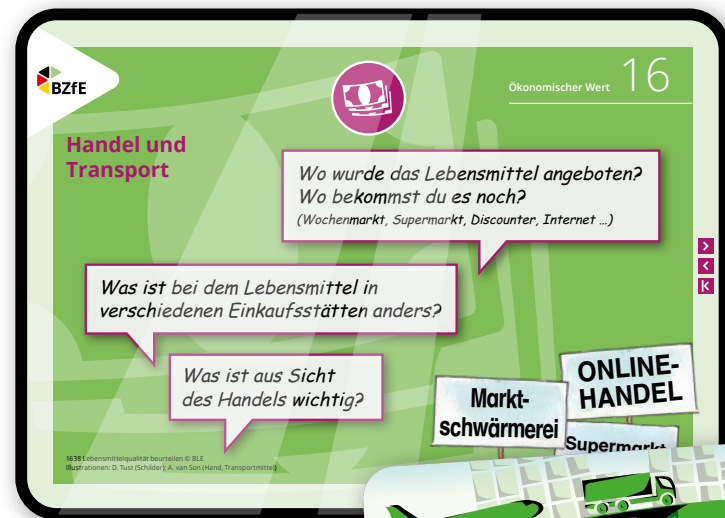 BZfE
Ökonomischer Wert 16
Handel und
Transport
Wo wurde das Lebensmittel angeboten?
Wo bekommst du es noch?
(Wochenmarkt, Supermarkt, Discounter, Internet ...)
Was ist bei dem Lebensmittel in
verschiedenen Einkaufsstätten anders?
Was ist aus Sicht
des Handels wichtig?
Markt-
schwärmerei
ONLINE-
HANDEL
Supermarkt
1638 Lebensmittelqualität beurteilen © BLE
Illustrationen: D. Tust (Schilder); A. van Son (Hand, Transportmittel)